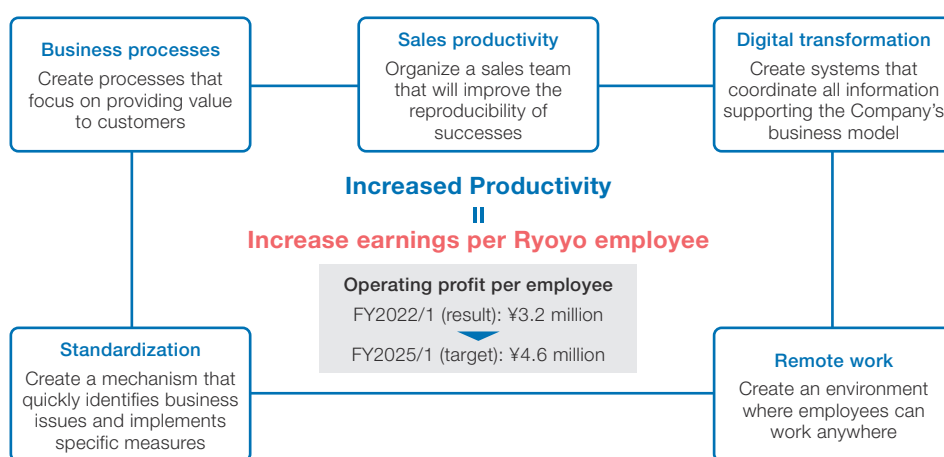 Business processes
Create processes that
focus on providing value
to customers
Sales productivity
Organize a sales team
that will improve the
reproducibility of
successes
Digital transformation
Create systems that
coordinate all information
supporting the Company's
business model
Increased Productivity
=
Increase earnings per Ryoyo employee
Operating profit per employee
FY2022/1 (result): ¥3.2 million
FY2025/1 (target): ¥4.6 million
Standardization
Create a mechanism that
quickly identifies business
issues and implements
specific measures
Remote work
Create an environment
where employees can
work anywhere